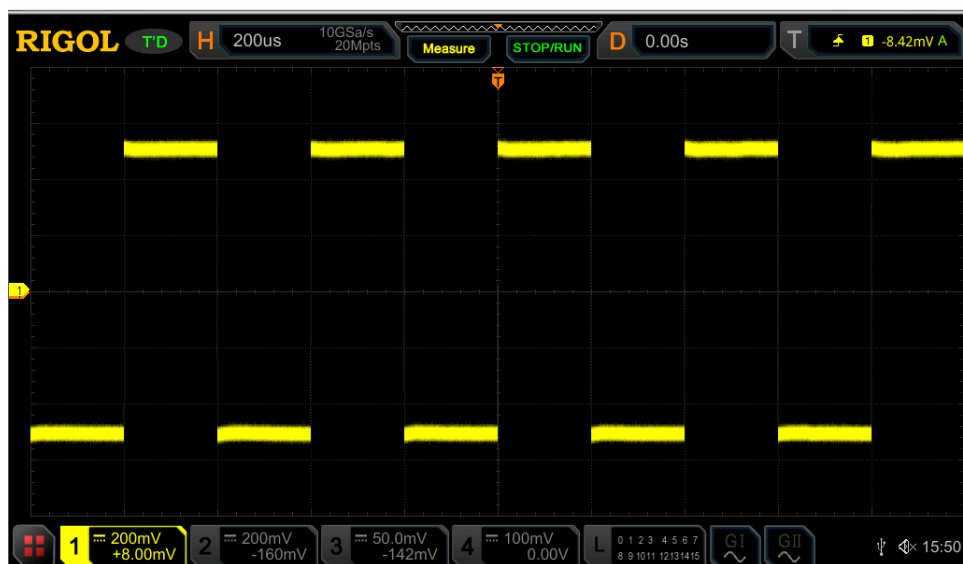 RIGOL T'D H 200us 10GSa/s
20Mpts
Measure STOP/RUN D 0.00s T 1 -8.42mV A
T
1
1 200mV
+8.00mV
2 200mV
-160mV
3 50.0mV
-142mV
4 100mV
0.00V
L 0 1 2 3 4 5 6 7
8 9 10 11 12 13 14 15
GI GII 15:50